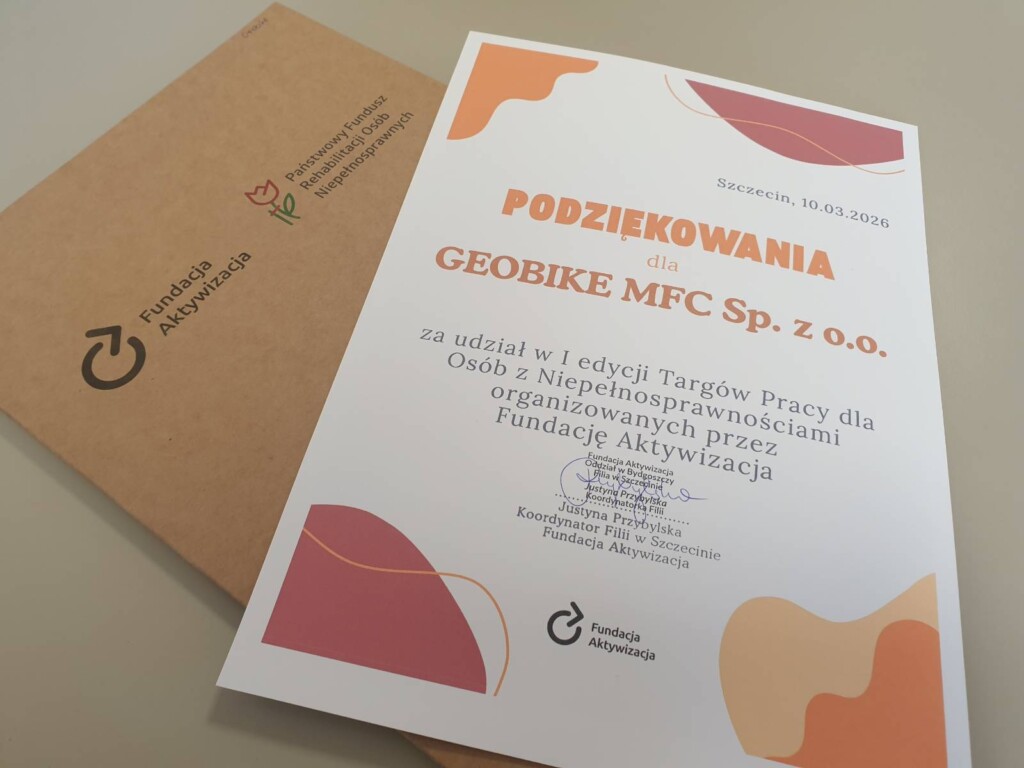 Państwowy Fundusz
Rehabilitacji Osób
Niepełnosprawnych
Fundacja
Aktywizacja
Szczecin, 10.03.2026
PODZIĘKOWANIA
dla
GEOBIKE MFC Sp. z o.o.
za udział w I edycji Targów Pracy dla
Osób z Niepełnosprawnościami
organizowanych przez
Fundację Aktywizacja
Fundacja Aktywizacja
Oddział w Bydgoszczy
Filia w Szczecinie
Justyna Przybylska
Koordynatorka Filii
Justyna Przybylska
Koordynator Filii w Szczecinie
Fundacja Aktywizacja
Fundacja
Aktywizacja